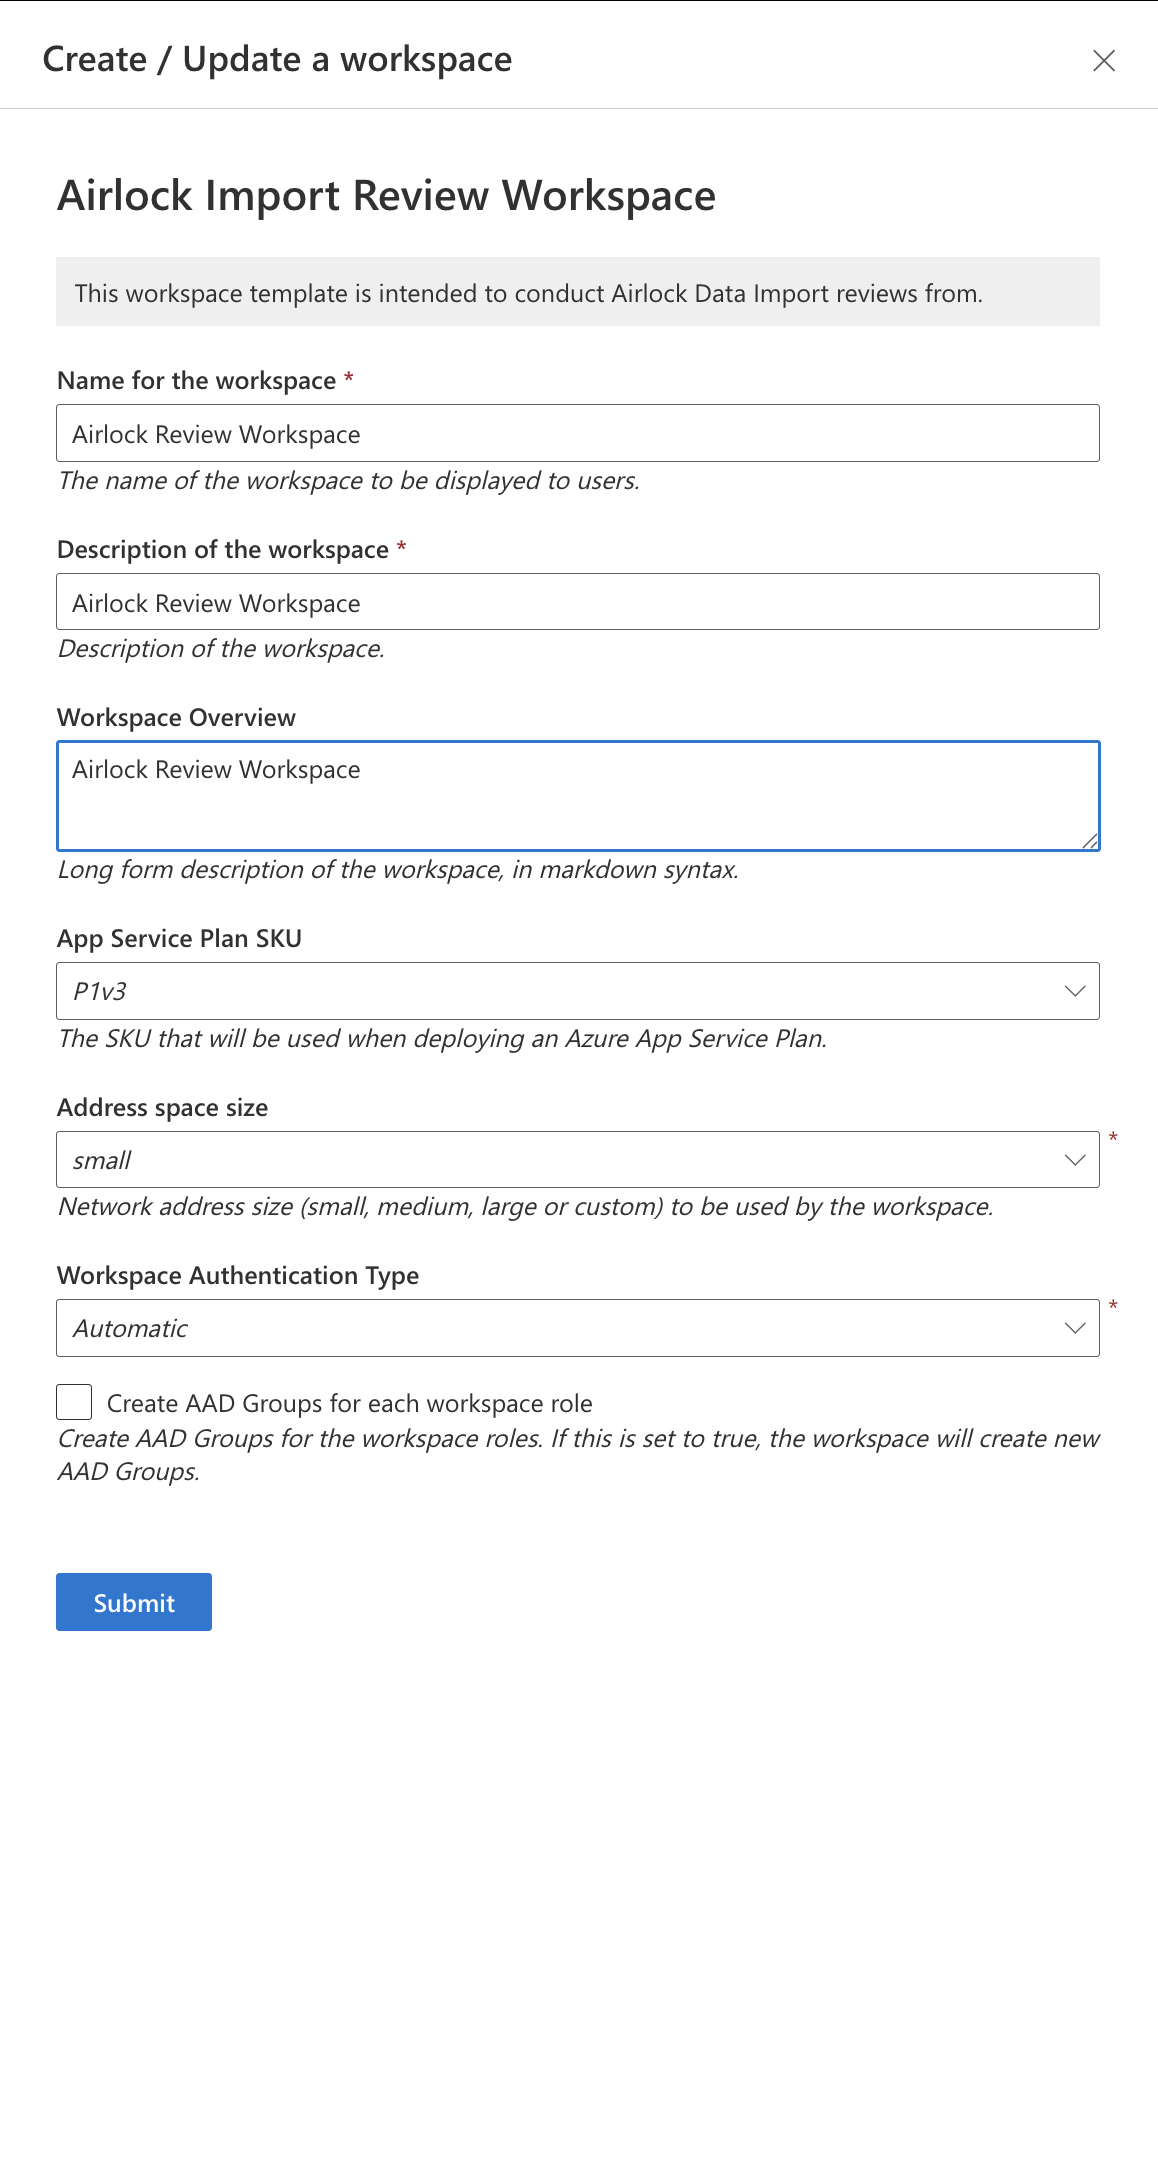 Create / Update a workspace
Airlock Import Review Workspace
This workspace template is intended to conduct Airlock Data Import reviews from.
Name for the workspace *
Airlock Review Workspace
The name of the workspace to be displayed to users.
Description of the workspace *
Airlock Review Workspace
Description of the workspace.
Workspace Overview
Airlock Review Workspace
Long form description of the workspace, in markdown syntax.
App Service Plan SKU
P1v3
The SKU that will be used when deploying an Azure App Service Plan.
Address space size
small *
Network address size (small, medium, large or custom) to be used by the workspace.
Workspace Authentication Type
Automatic *
Create AAD Groups for each workspace role
Create AAD Groups for the workspace roles. If this is set to true, the workspace will create new
AAD Groups.
Submit